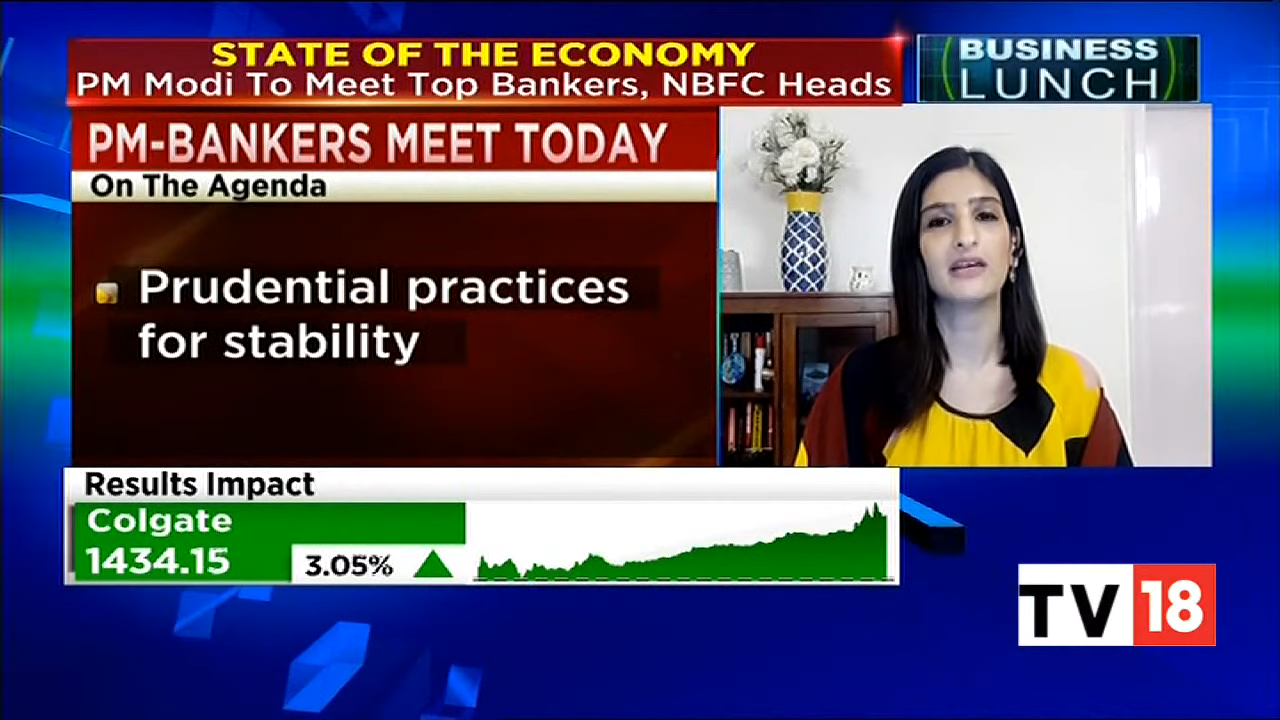 STATE OF THE ECONOMY
PM Modi To Meet Top Bankers, NBFC Heads
BUSINESS
LUNCH
PM-BANKERS MEET TODAY
On The Agenda
Prudential practices
for stability
Results Impact
Colgate
1434.15
3.05%
TV18